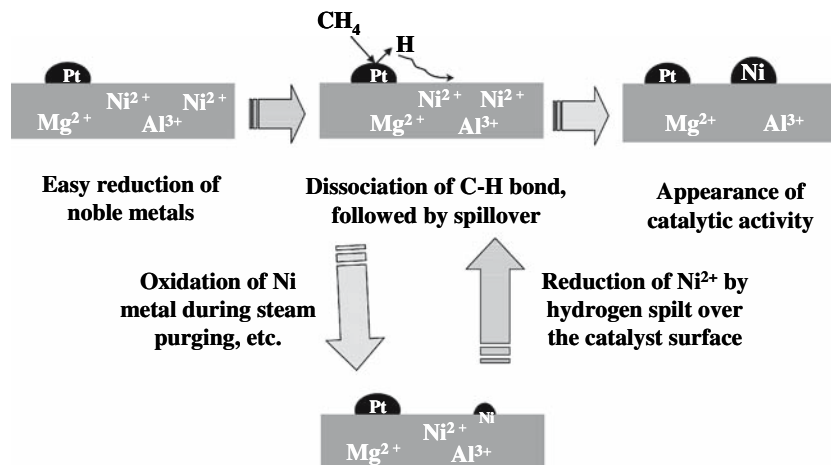 CH₄
H
Pt
Ni²⁺ Ni²⁺
Mg²⁺ Al³⁺
Pt
Ni²⁺ Ni²⁺
Mg²⁺ Al³⁺
Pt Ni
Mg²⁺ Al³⁺
Easy reduction of
noble metals
Dissociation of C-H bond,
followed by spillover
Appearance of
catalytic activity
Oxidation of Ni
metal during steam
purging, etc.
Reduction of Ni²⁺ by
hydrogen spilt over
the catalyst surface
Pt Ni
Ni²⁺
Mg²⁺ Al³⁺